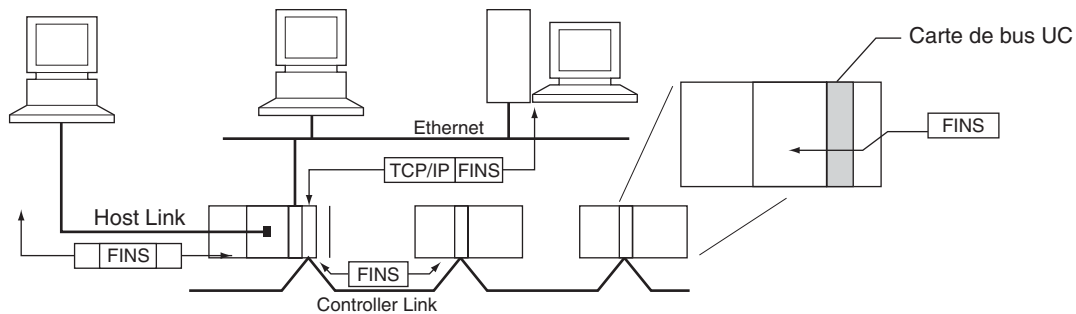 Carte de bus UC
Ethernet
FINS
TCP/IP FINS
Host Link
FINS
FINS
Controller Link